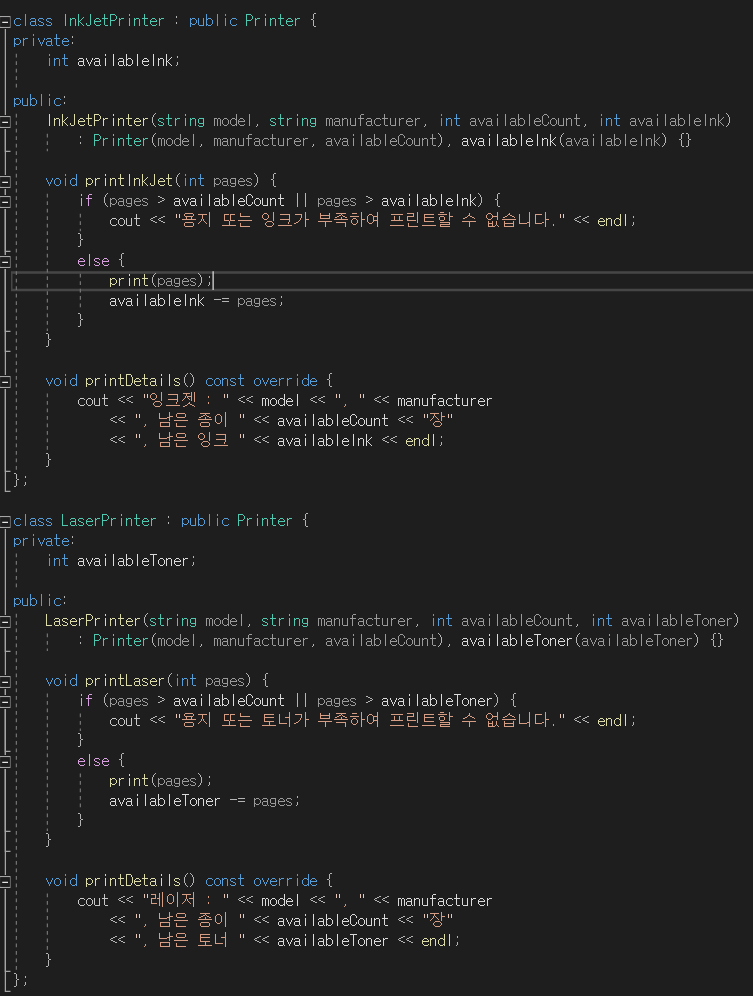 class InkJetPrinter : public Printer {
private:
    int availableInk;
public:
    InkJetPrinter(string model, string manufacturer, int availableCount, int availableInk)
        : Printer(model, manufacturer, availableCount), availableInk(availableInk) {}
    void printInkJet(int pages) {
        if (pages > availableCount || pages > availableInk) {
            cout << "용지 또는 잉크가 부족하여 프린트할 수 없습니다." << endl;
        }
        else {
            print(pages);
            availableInk -= pages;
        }
    }
    void printDetails() const override {
        cout << "잉크젯 : " << model << ", " << manufacturer
            << ", 남은 종이 " << availableCount << "장"
            << ", 남은 잉크 " << availableInk << endl;
    }
};
class LaserPrinter : public Printer {
private:
    int availableToner;
public:
    LaserPrinter(string model, string manufacturer, int availableCount, int availableToner)
        : Printer(model, manufacturer, availableCount), availableToner(availableToner) {}
    void printLaser(int pages) {
        if (pages > availableCount || pages > availableToner) {
            cout << "용지 또는 토너가 부족하여 프린트할 수 없습니다." << endl;
        }
        else {
            print(pages);
            availableToner -= pages;
        }
    }
    void printDetails() const override {
        cout << "레이저 : " << model << ", " << manufacturer
            << ", 남은 종이 " << availableCount << "장"
            << ", 남은 토너 " << availableToner << endl;
    }
};